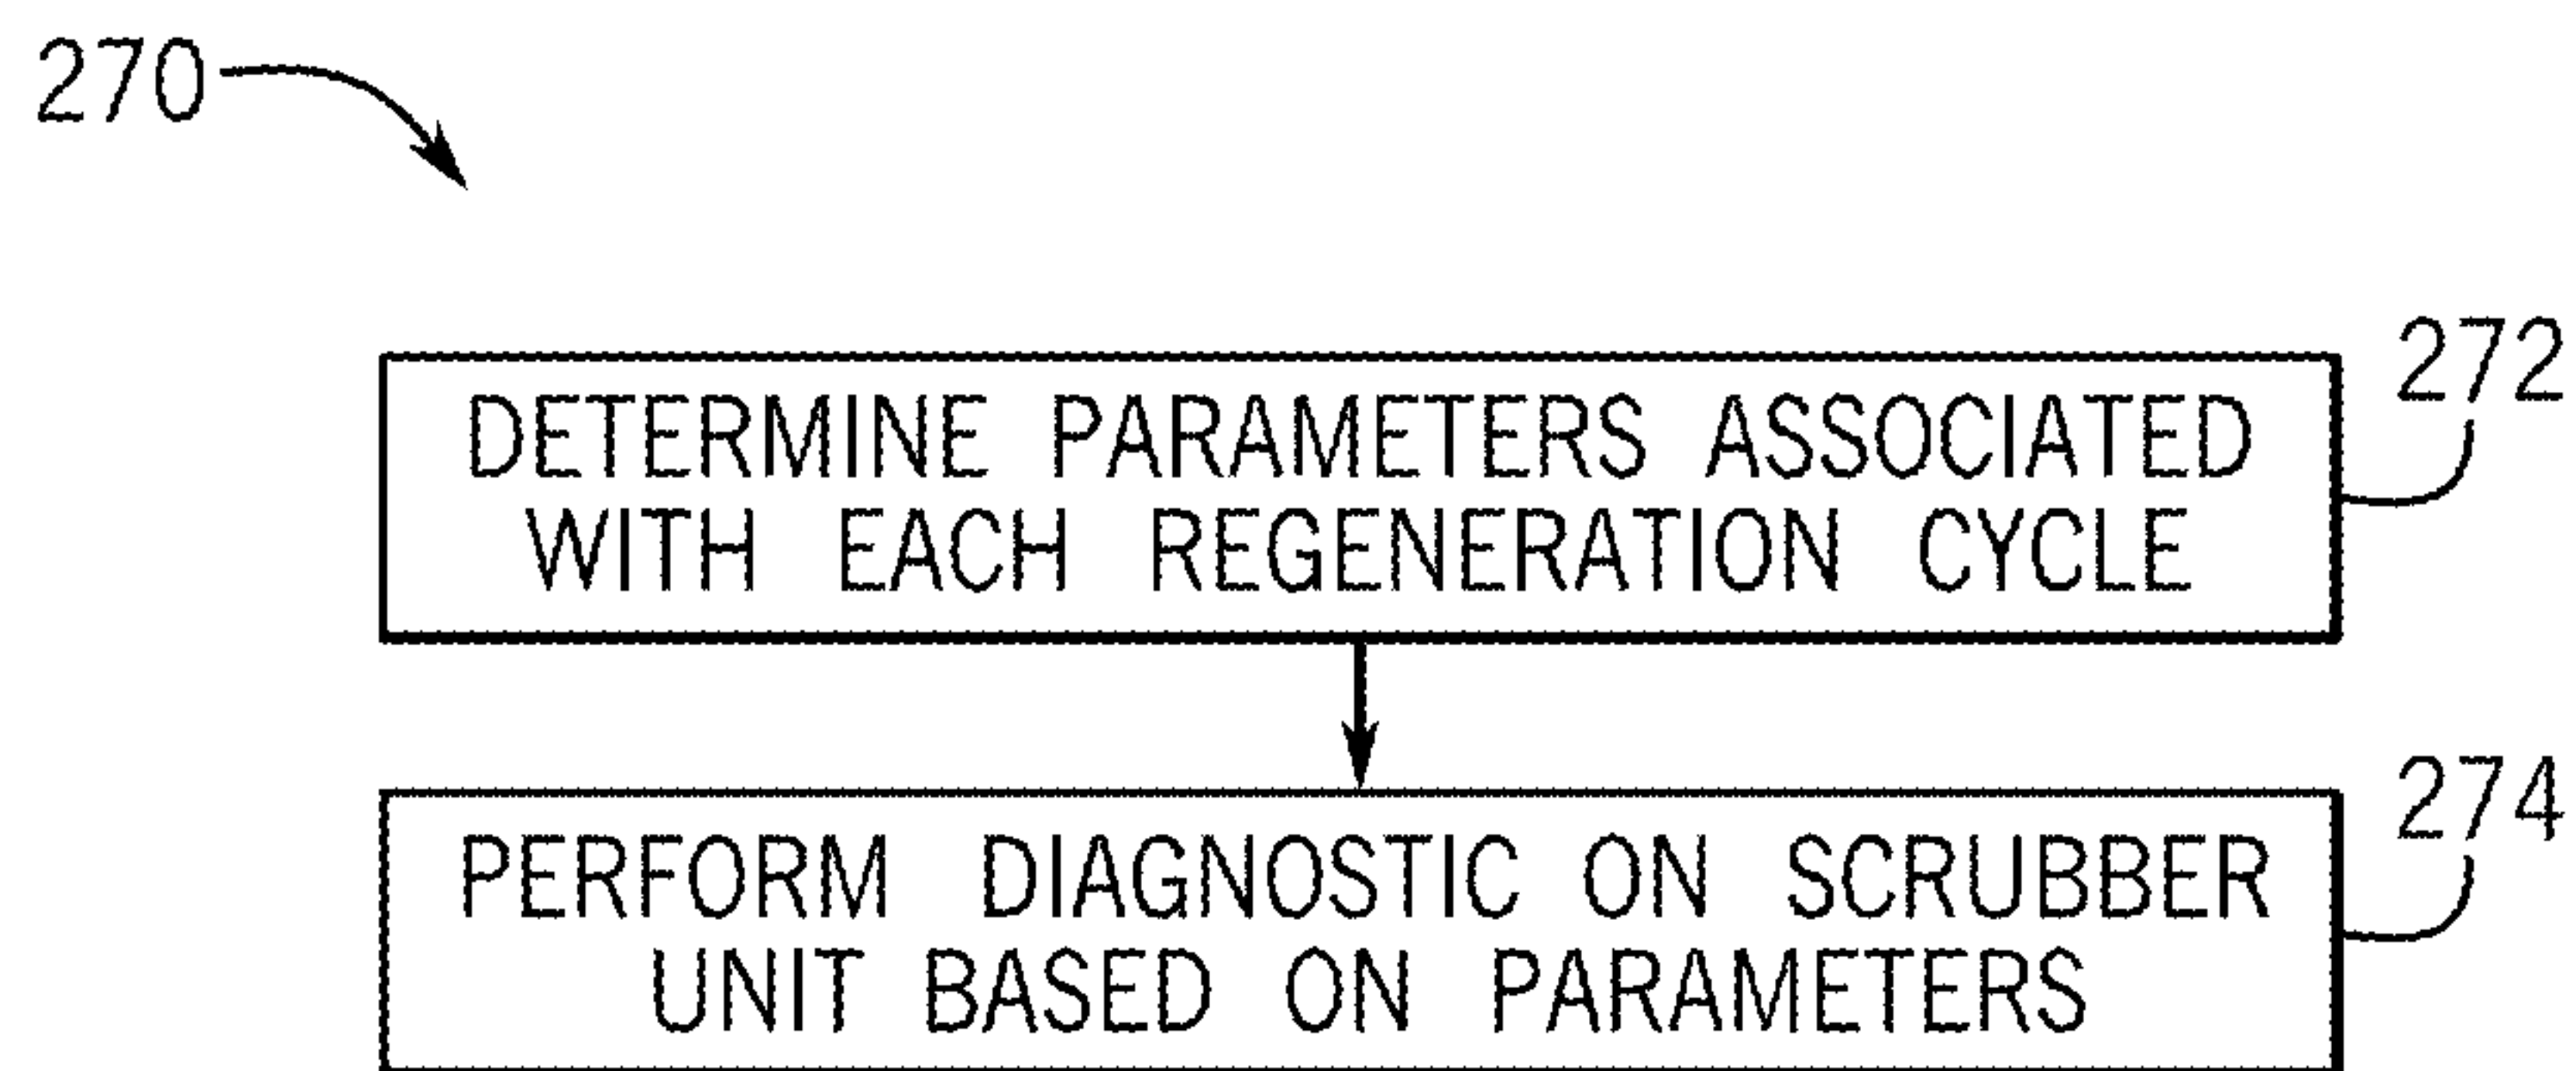 270
272
DETERMINE PARAMETERS ASSOCIATED
WITH EACH REGENERATION CYCLE
274
PERFORM DIAGNOSTIC ON SCRUBBER
UNIT BASED ON PARAMETERS